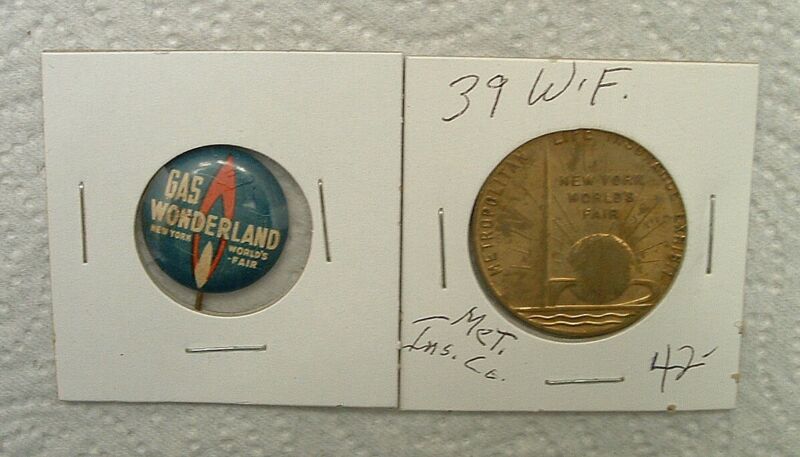 GAS
WONDERLAND
NEW YORK
WORLD'S
FAIR
39 W.F.
METROPOLITAN LIFE INSURANCE EXHIBIT
NEW YORK
WORLD'S
FAIR
Met.
Ins. Co.
42-